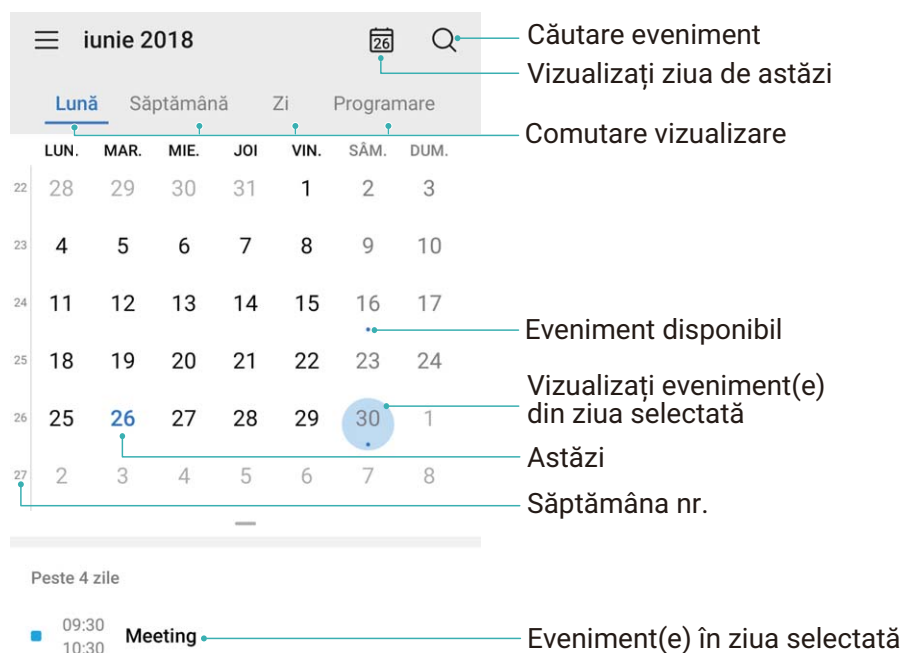 iunie 2018
26
Căutare eveniment
Vizualizați ziua de astăzi
Lună Săptămână Zi Programare
Comutare vizualizare
LUN. MAR. MIE. JOI VIN. SÂM. DUM.
22 28 29 30 31 1 2 3
23 4 5 6 7 8 9 10
24 11 12 13 14 15 16 17
Eveniment disponibil
25 18 19 20 21 22 23 24
Vizualizați eveniment(e)
din ziua selectată
26 25 26 27 28 29 30 1
Astăzi
27 2 3 4 5 6 7 8
Săptămâna nr.
Peste 4 zile
09:30
10:30
Meeting
Eveniment(e) în ziua selectată